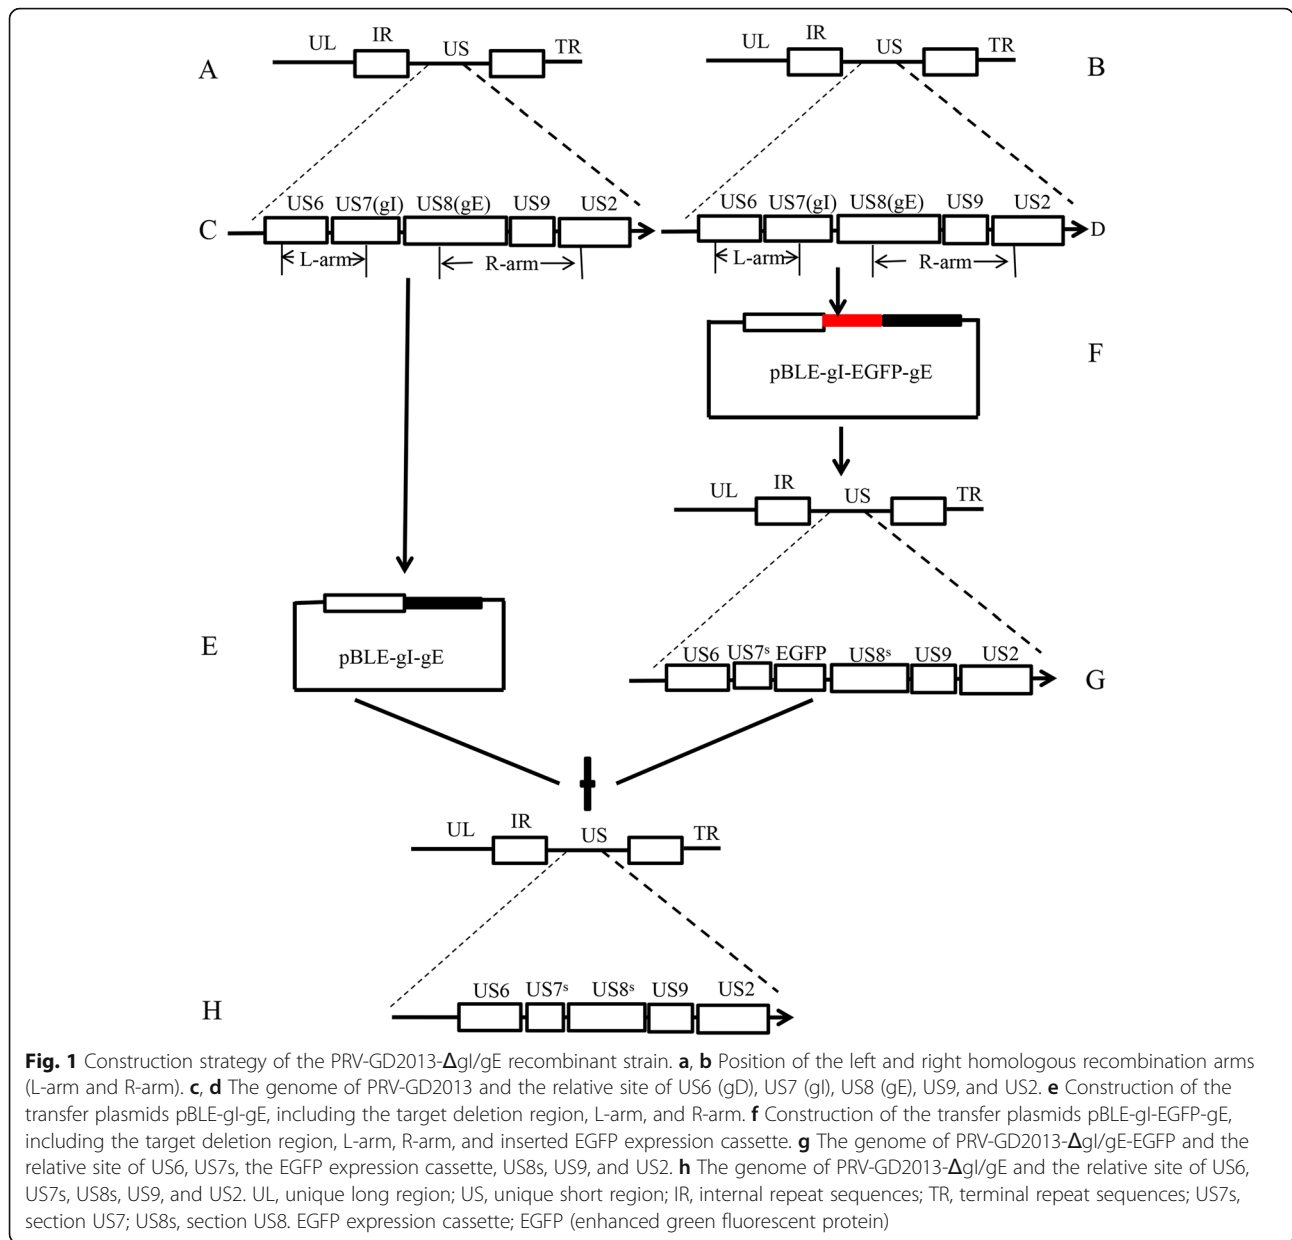 UL IR US TR
A
UL IR US TR
B
US6 US7(gI) US8(gE) US9 US2
C
L-arm R-arm
US6 US7(gI) US8(gE) US9 US2
D
L-arm R-arm
pBLE-gI-EGFP-gE
F
UL IR US TR
E
pBLE-gI-gE
US6 US7ˢ EGFP US8ˢ US9 US2
G
UL IR US TR
US6 US7ˢ US8ˢ US9 US2
H
Fig. 1 Construction strategy of the PRV-GD2013-ΔgI/gE recombinant strain. a, b Position of the left and right homologous recombination arms
(L-arm and R-arm). c, d The genome of PRV-GD2013 and the relative site of US6 (gD), US7 (gI), US8 (gE), US9, and US2. e Construction of the
transfer plasmids pBLE-gI-gE, including the target deletion region, L-arm, and R-arm. f Construction of the transfer plasmids pBLE-gI-EGFP-gE,
including the target deletion region, L-arm, R-arm, and inserted EGFP expression cassette. g The genome of PRV-GD2013-ΔgI/gE-EGFP and the
relative site of US6, US7s, the EGFP expression cassette, US8s, US9, and US2. h The genome of PRV-GD2013-ΔgI/gE and the relative site of US6,
US7s, US8s, US9, and US2. UL, unique long region; US, unique short region; IR, internal repeat sequences; TR, terminal repeat sequences; US7s,
section US7; US8s, section US8. EGFP expression cassette; EGFP (enhanced green fluorescent protein)